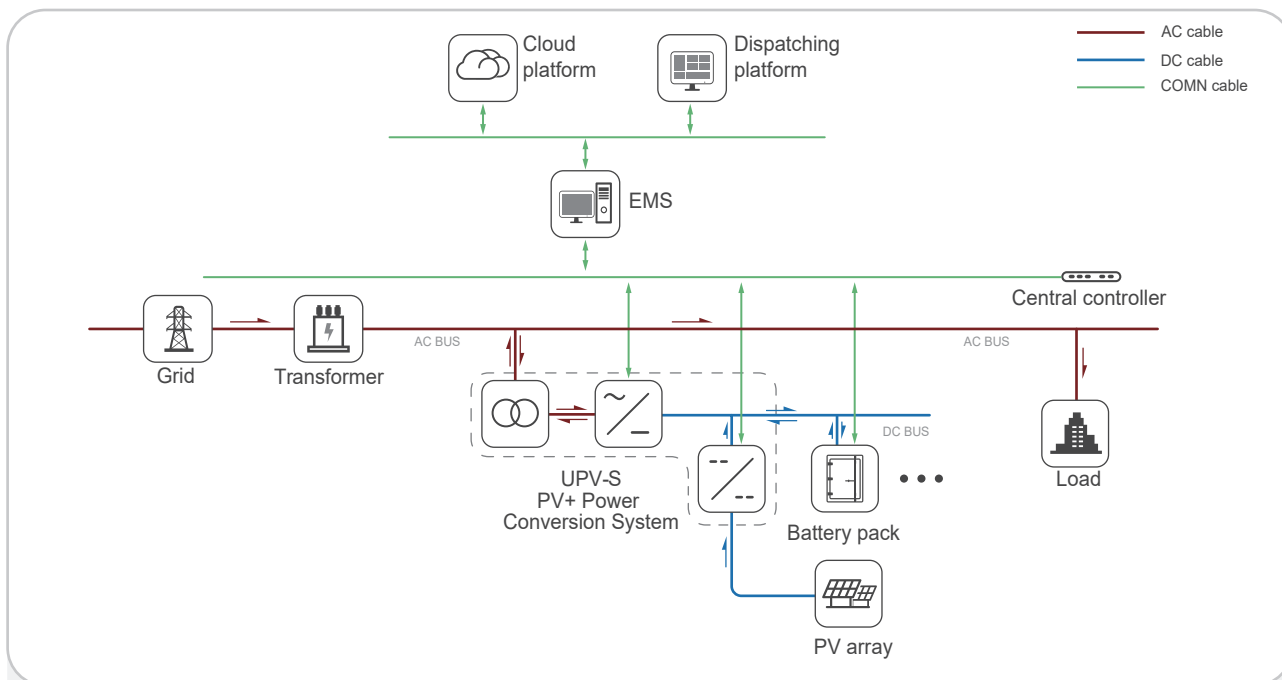 Cloud
platform
Dispatching
platform
AC cable
DC cable
COMN cable
EMS
Central controller
Grid
Transformer
AC BUS
AC BUS
DC BUS
UPV-S
PV+ Power
Conversion System
Battery pack
Load
PV array